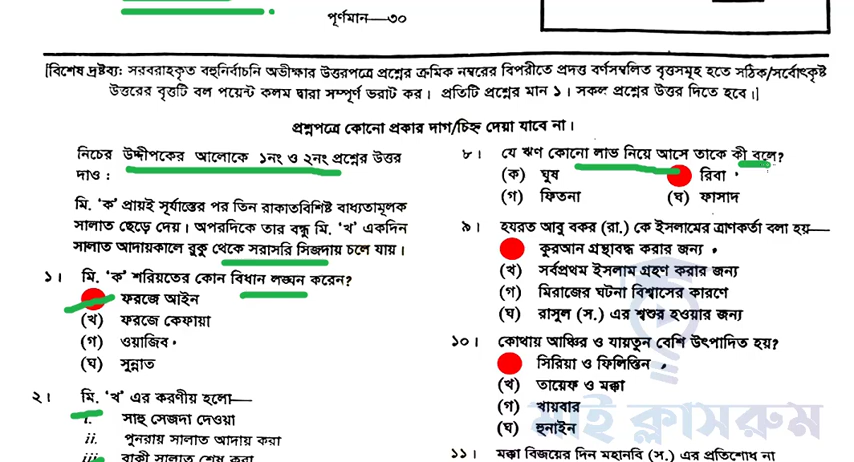 পূর্ণমান—৩০
[বিশেষ দ্রষ্টব্য: সরবরাহকৃত বহুনির্বাচনি অভীক্ষার উত্তরপত্রে প্রশ্নের ক্রমিক নম্বরের বিপরীতে প্রদত্ত বর্ণসম্বলিত বৃত্তসমূহ হতে সঠিক/সর্বোৎকৃষ্ট
উত্তরের বৃত্তটি বল পয়েন্ট কলম দ্বারা সম্পূর্ণ ভরাট কর। প্রতিটি প্রশ্নের মান ১। সকল প্রশ্নের উত্তর দিতে হবে।]
প্রশ্নপত্রে কোনো প্রকার দাগ/চিহ্ন দেয়া যাবে না।
নিচের উদ্দীপকের আলোকে ১নং ও ২নং প্রশ্নের উত্তর
দাও :
মি. 'ক' প্রায়ই সূর্যাস্তের পর তিন রাকাতবিশিষ্ট বাধ্যতামূলক
সালাত ছেড়ে দেয়। অপরদিকে তার বন্ধু মি. 'খ' একদিন
সালাত আদায়কালে রুকু থেকে সরাসরি সিজদায় চলে যায়।
১। মি. 'ক' শরিয়তের কোন বিধান লঙ্ঘন করেন?
ফরজে আইন
(খ) ফরজে কেফায়া
(গ) ওয়াজিব
(ঘ) সুন্নাত
২। মি. 'খ' এর করণীয় হলো—
i. সাহু সেজদা দেওয়া
ii. পুনরায় সালাত আদায় করা
iii. বাকী সালাত শেষ করা
৮। যে ঋণ কোনো লাভ নিয়ে আসে তাকে কী বলে?
(ক) ঘুষ
রিবা
(গ) ফিতনা (ঘ) ফাসাদ
৯। হযরত আবু বকর (রা.) কে ইসলামের ত্রাণকর্তা বলা হয়—
কুরআন গ্রন্থাবদ্ধ করার জন্য
(খ) সর্বপ্রথম ইসলাম গ্রহণ করার জন্য
(গ) মিরাজের ঘটনা বিশ্বাসের কারণে
(ঘ) রাসুল (স.) এর শ্বশুর হওয়ার জন্য
১০। কোথায় আঞ্চির ও যায়তুন বেশি উৎপাদিত হয়?
সিরিয়া ও ফিলিস্তিন
(খ) তায়েফ ও মক্কা
(গ) খায়বার
(ঘ) হুনাইন
মাই ক্লাসরুম
১১। মক্কা বিজয়ের দিন মহানবি (স.) এর প্রতিশোধ না